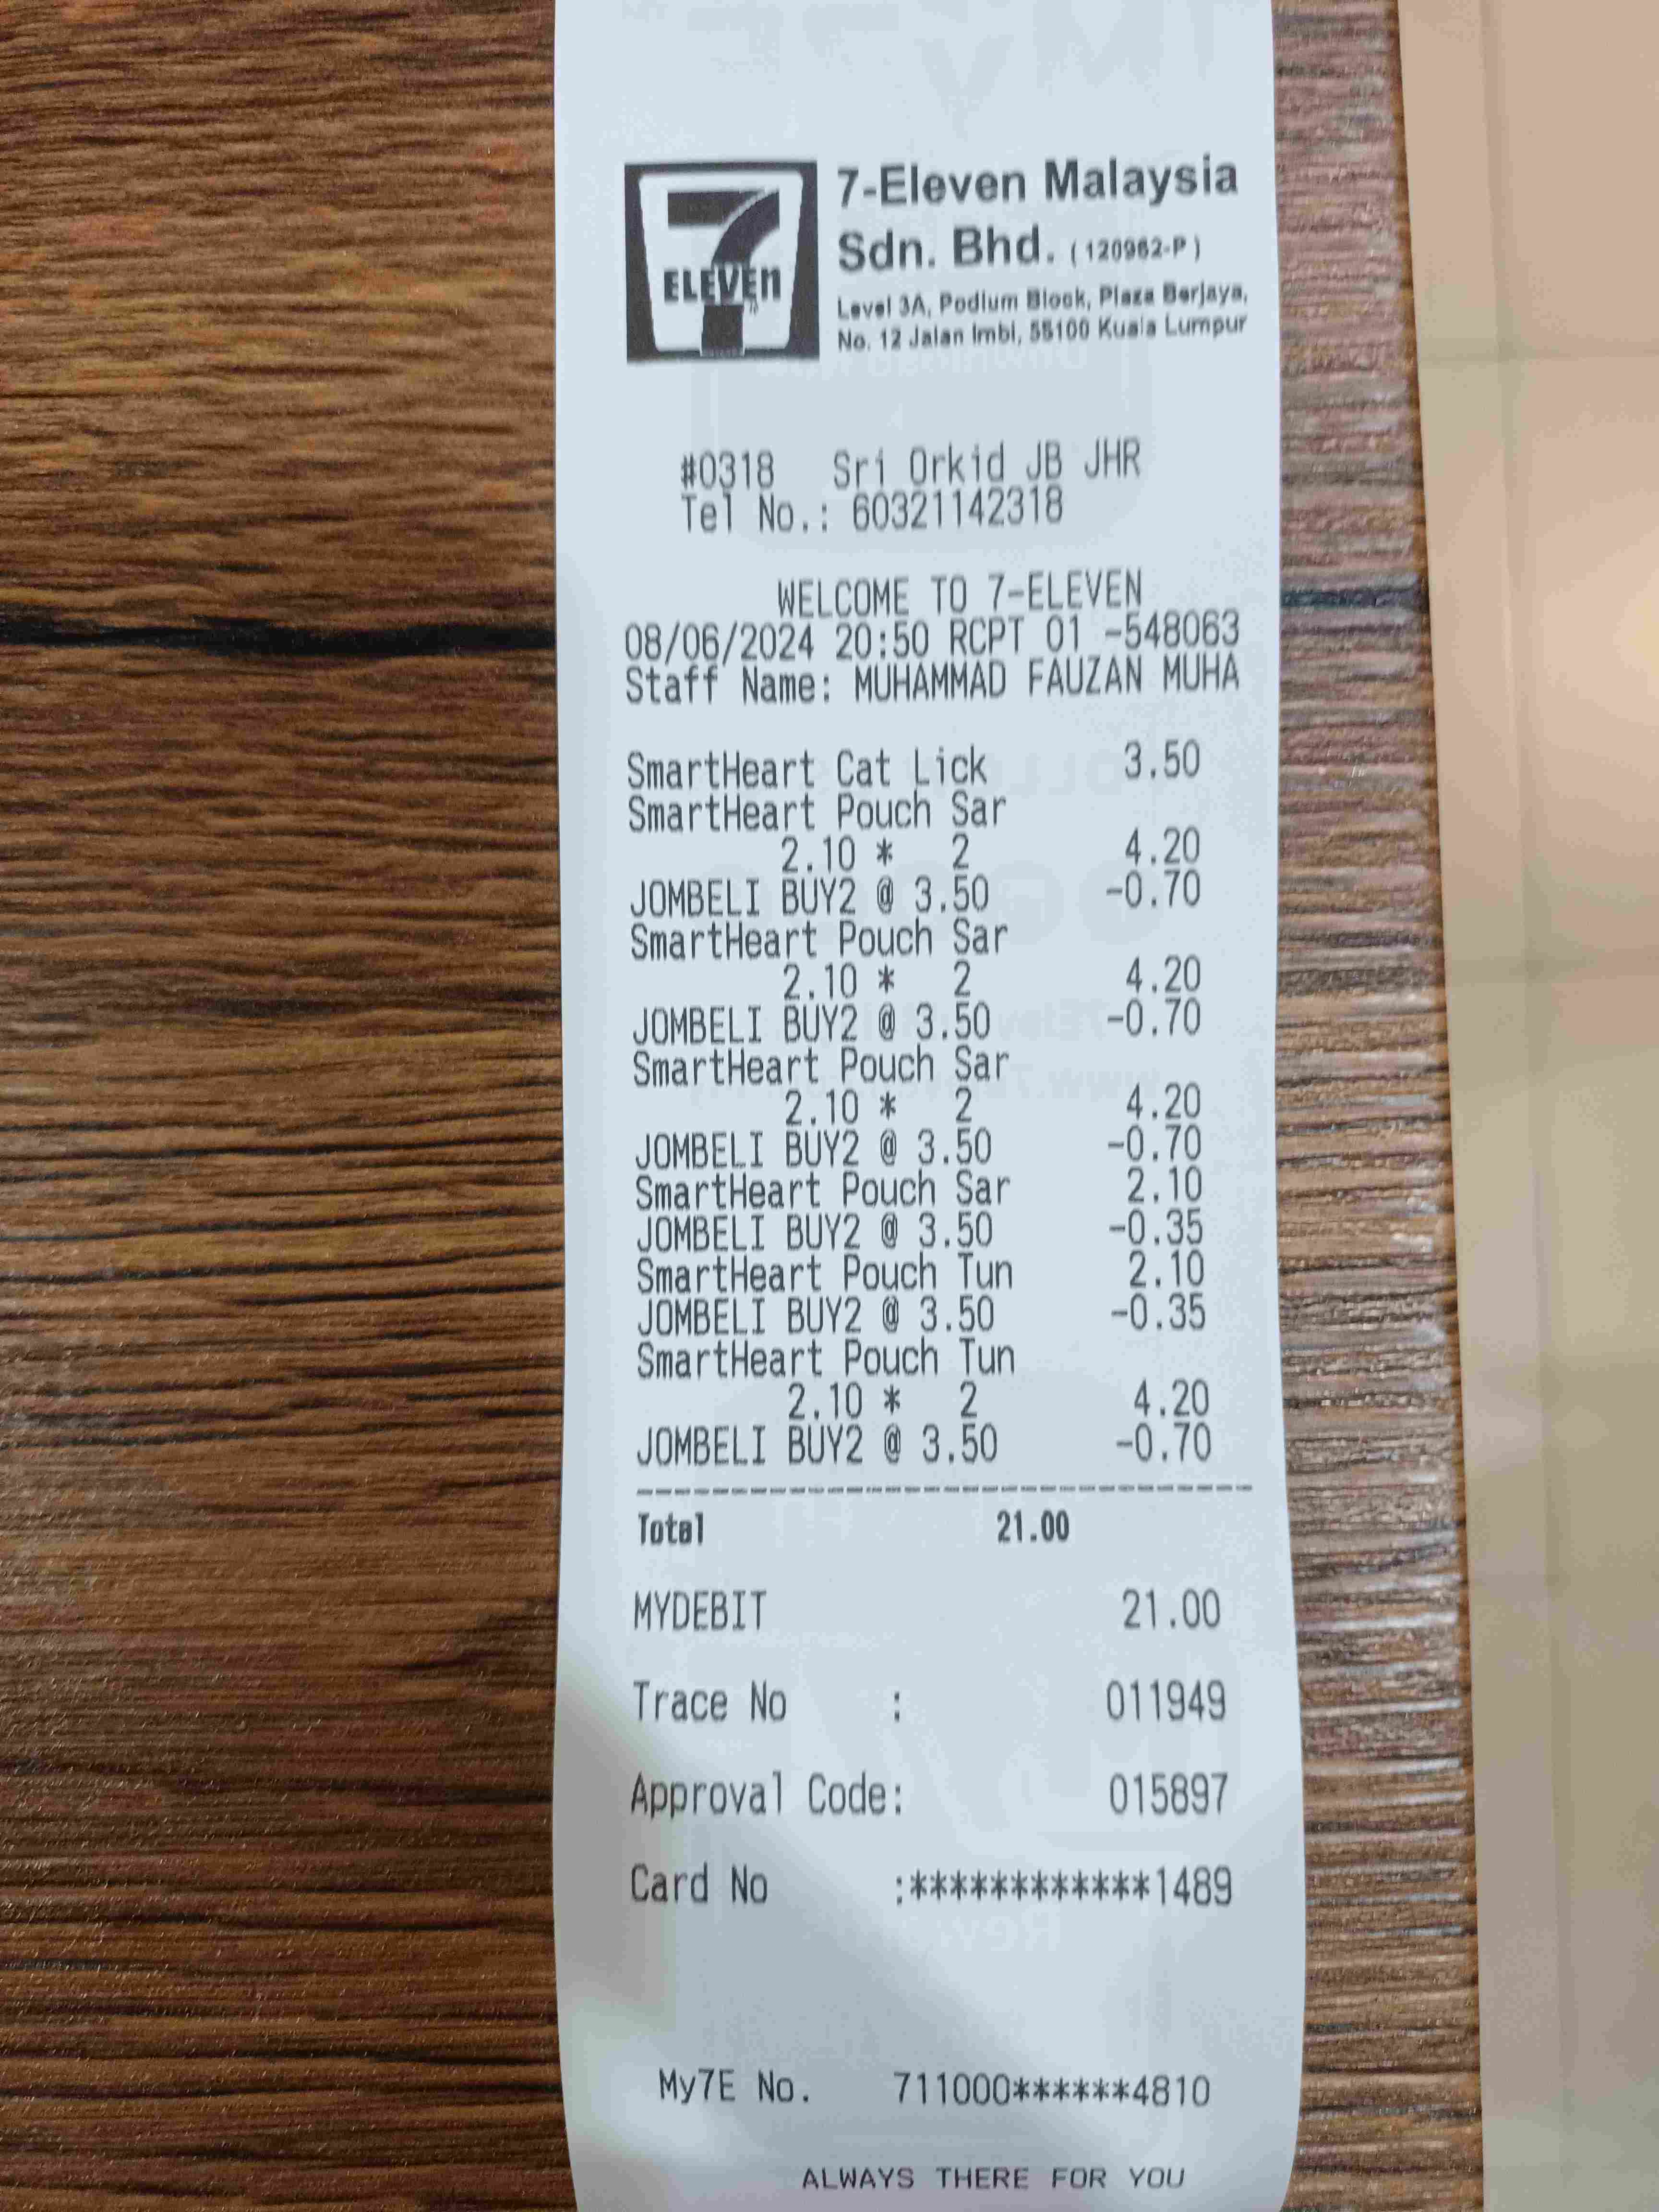 7
ELEVEn
7-Eleven Malaysia
Sdn. Bhd. (120962-P)
Level 3A, Podium Block, Plaza Berjaya,
No. 12 Jalan Imbi, 55100 Kuala Lumpur
#0318 Sri Orkid JB JHR
Tel No.: 60321142318
WELCOME TO 7-ELEVEN
08/06/2024 20:50 RCPT 01 -548063
Staff Name: MUHAMMAD FAUZAN MUHA
SmartHeart Cat Lick 3.50
SmartHeart Pouch Sar
2.10 * 2 4.20
JOMBELI BUY2 @ 3.50 -0.70
SmartHeart Pouch Sar
2.10 * 2 4.20
JOMBELI BUY2 @ 3.50 -0.70
SmartHeart Pouch Sar
2.10 * 2 4.20
JOMBELI BUY2 @ 3.50 -0.70
SmartHeart Pouch Sar 2.10
JOMBELI BUY2 @ 3.50 -0.35
SmartHeart Pouch Tun 2.10
JOMBELI BUY2 @ 3.50 -0.35
SmartHeart Pouch Tun
2.10 * 2 4.20
JOMBELI BUY2 @ 3.50 -0.70
Total 21.00
MYDEBIT 21.00
Trace No : 011949
Approval Code: 015897
Card No :************1489
My7E No. 711000******4810
ALWAYS THERE FOR YOU